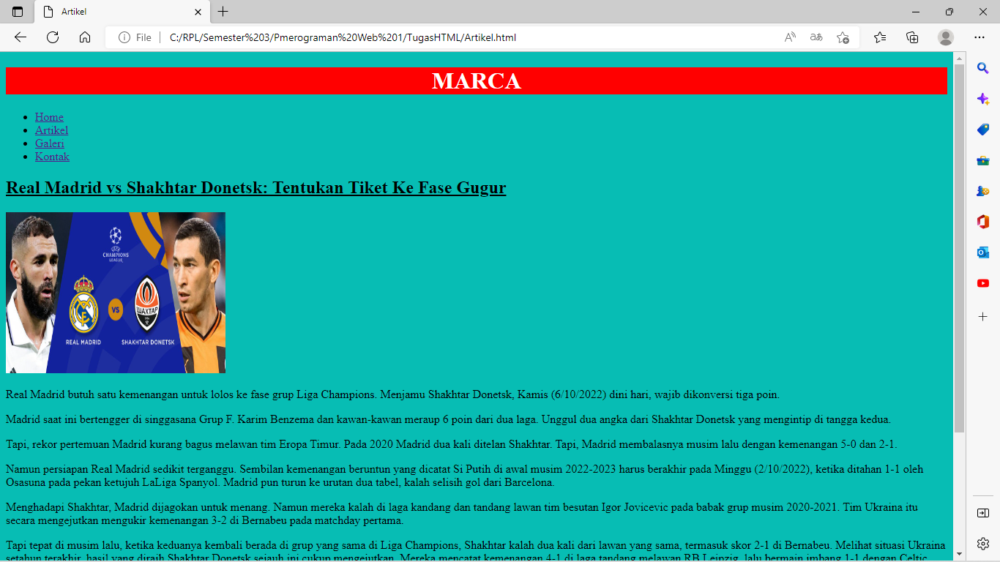 Artikel
File
C:/RPL/Semester%203/Pmerograman%20Web%201/TugasHTML/Artikel.html
MARCA
Home
Artikel
Galeri
Kontak
Real Madrid vs Shakhtar Donetsk: Tentukan Tiket Ke Fase Gugur
CHAMPIONS
LEAGUE
VS
ШАХТАР
REAL MADRID
SHAKHTAR DONETSK
Real Madrid butuh satu kemenangan untuk lolos ke fase grup Liga Champions. Menjamu Shakhtar Donetsk, Kamis (6/10/2022) dini hari, wajib dikonversi tiga poin.
Madrid saat ini bertengger di singgasana Grup F. Karim Benzema dan kawan-kawan meraup 6 poin dari dua laga. Unggul dua angka dari Shakhtar Donetsk yang mengintip di tangga kedua.
Tapi, rekor pertemuan Madrid kurang bagus melawan tim Eropa Timur. Pada 2020 Madrid dua kali ditelan Shakhtar. Tapi, Madrid membalasnya musim lalu dengan kemenangan 5-0 dan 2-1.
Namun persiapan Real Madrid sedikit terganggu. Sembilan kemenangan beruntun yang dicatat Si Putih di awal musim 2022-2023 harus berakhir pada Minggu (2/10/2022), ketika ditahan 1-1 oleh
Osasuna pada pekan ketujuh LaLiga Spanyol. Madrid pun turun ke urutan dua tabel, kalah selisih gol dari Barcelona.
Menghadapi Shakhtar, Madrid dijagokan untuk menang. Namun mereka kalah di laga kandang dan tandang lawan tim besutan Igor Jovicevic pada babak grup musim 2020-2021. Tim Ukraina itu
secara mengejutkan mengukir kemenangan 3-2 di Bernabeu pada matchday pertama.
Tapi tepat di musim lalu, ketika keduanya kembali berada di grup yang sama di Liga Champions, Shakhtar kalah dua kali dari lawan yang sama, termasuk skor 2-1 di Bernabeu. Melihat situasi Ukraina
setahun terakhir, hasil yang diraih Shakhtar Donetsk sejauh ini cukup mengejutkan. Mereka mencatat kemenangan 4-1 di laga tandang melawan RB Leipzig, lalu bermain imbang 1-1 dengan Celtic